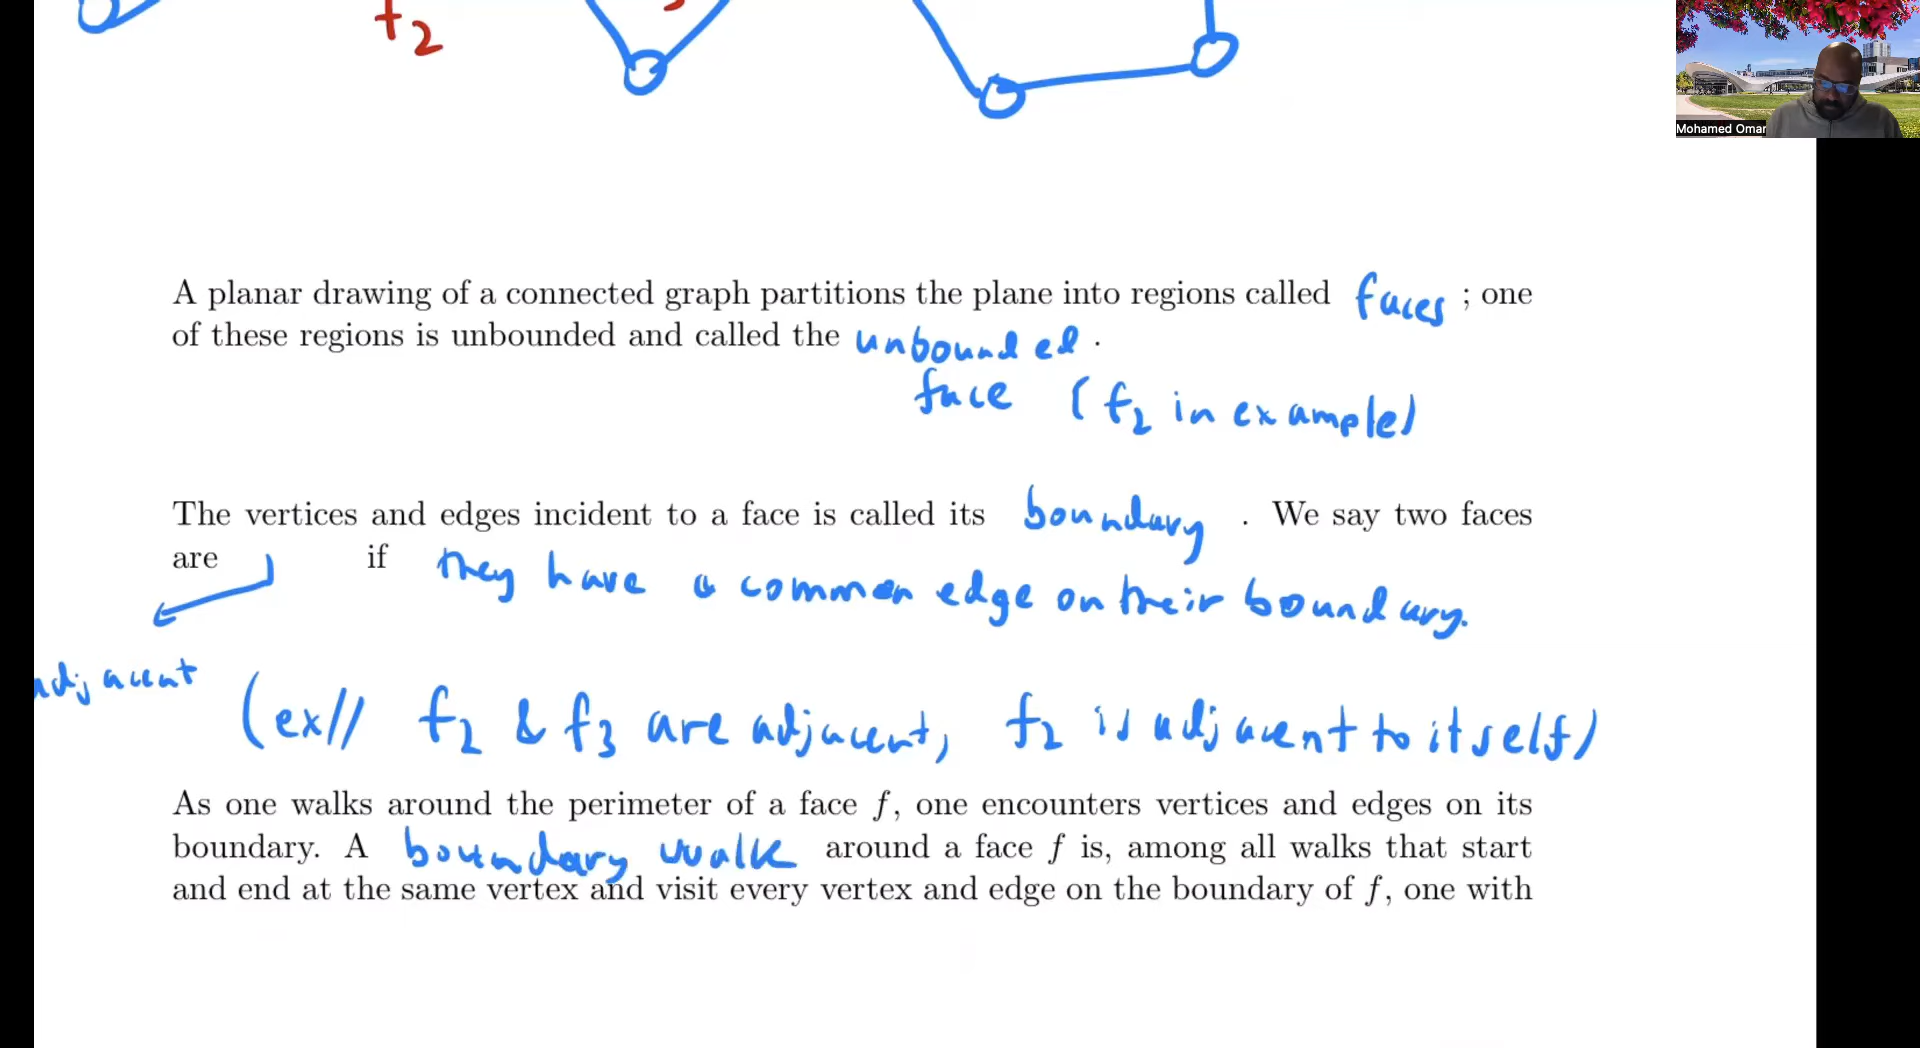 f2
Mohamed Omar
A planar drawing of a connected graph partitions the plane into regions called faces ; one
of these regions is unbounded and called the unbounded .
face (f2 in example)
The vertices and edges incident to a face is called its boundary . We say two faces
are if they have a common edge on their boundary.
adjacent
(ex// f2 & f3 are adjacent, f2 is adjacent to itself)
As one walks around the perimeter of a face f, one encounters vertices and edges on its
boundary. A boundary walk around a face f is, among all walks that start
and end at the same vertex and visit every vertex and edge on the boundary of f, one with